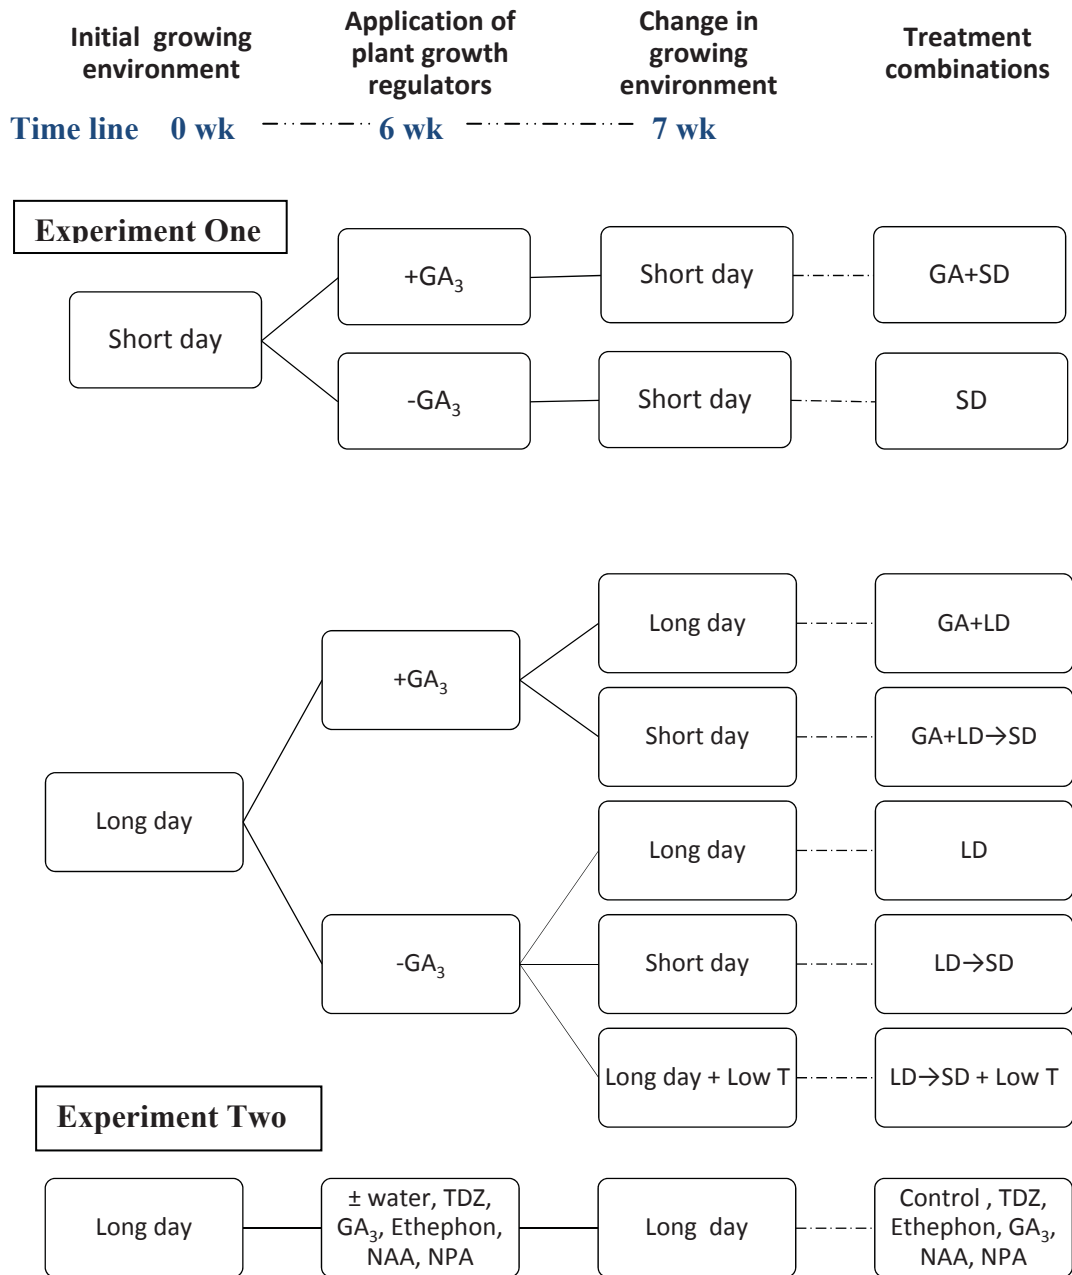 Initial growing
environment
Application of
plant growth
regulators
Change in
growing
environment
Treatment
combinations
Time line 0 wk 6 wk 7 wk
Experiment One
Short day
+GA₃
Short day
GA+SD
-GA₃
Short day
SD
Long day
+GA₃
Long day
GA+LD
Short day
GA+LD→SD
-GA₃
Long day
LD
Short day
LD→SD
Long day + Low T
LD→SD + Low T
Experiment Two
Long day
± water, TDZ,
GA₃, Ethephon,
NAA, NPA
Long day
Control , TDZ,
Ethephon, GA₃,
NAA, NPA